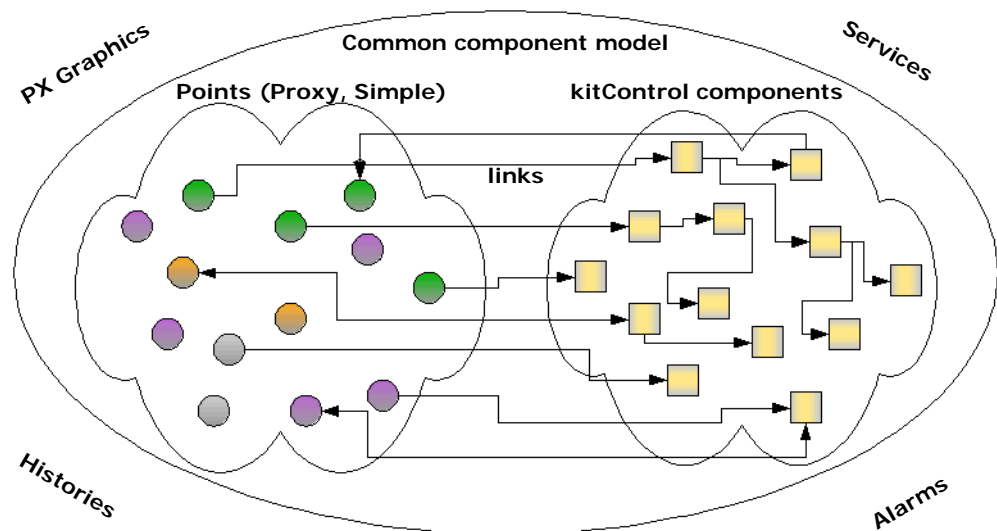 PX Graphics
Common component model
Services
Points (Proxy, Simple)
kitControl components
links
Histories
Alarms